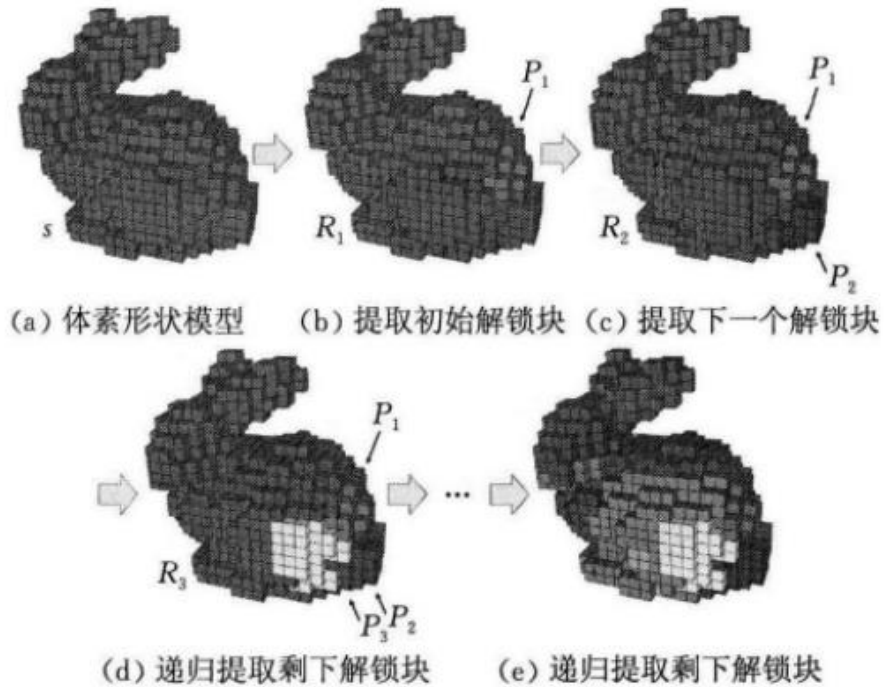 P₁
P₁
s
R₁
R₂
P₂
(a)体素形状模型
(b)提取初始解锁块
(c)提取下一个解锁块
P₁
...
R₃
P₃
P₂
(d)递归提取剩下解锁块
(e)递归提取剩下解锁块